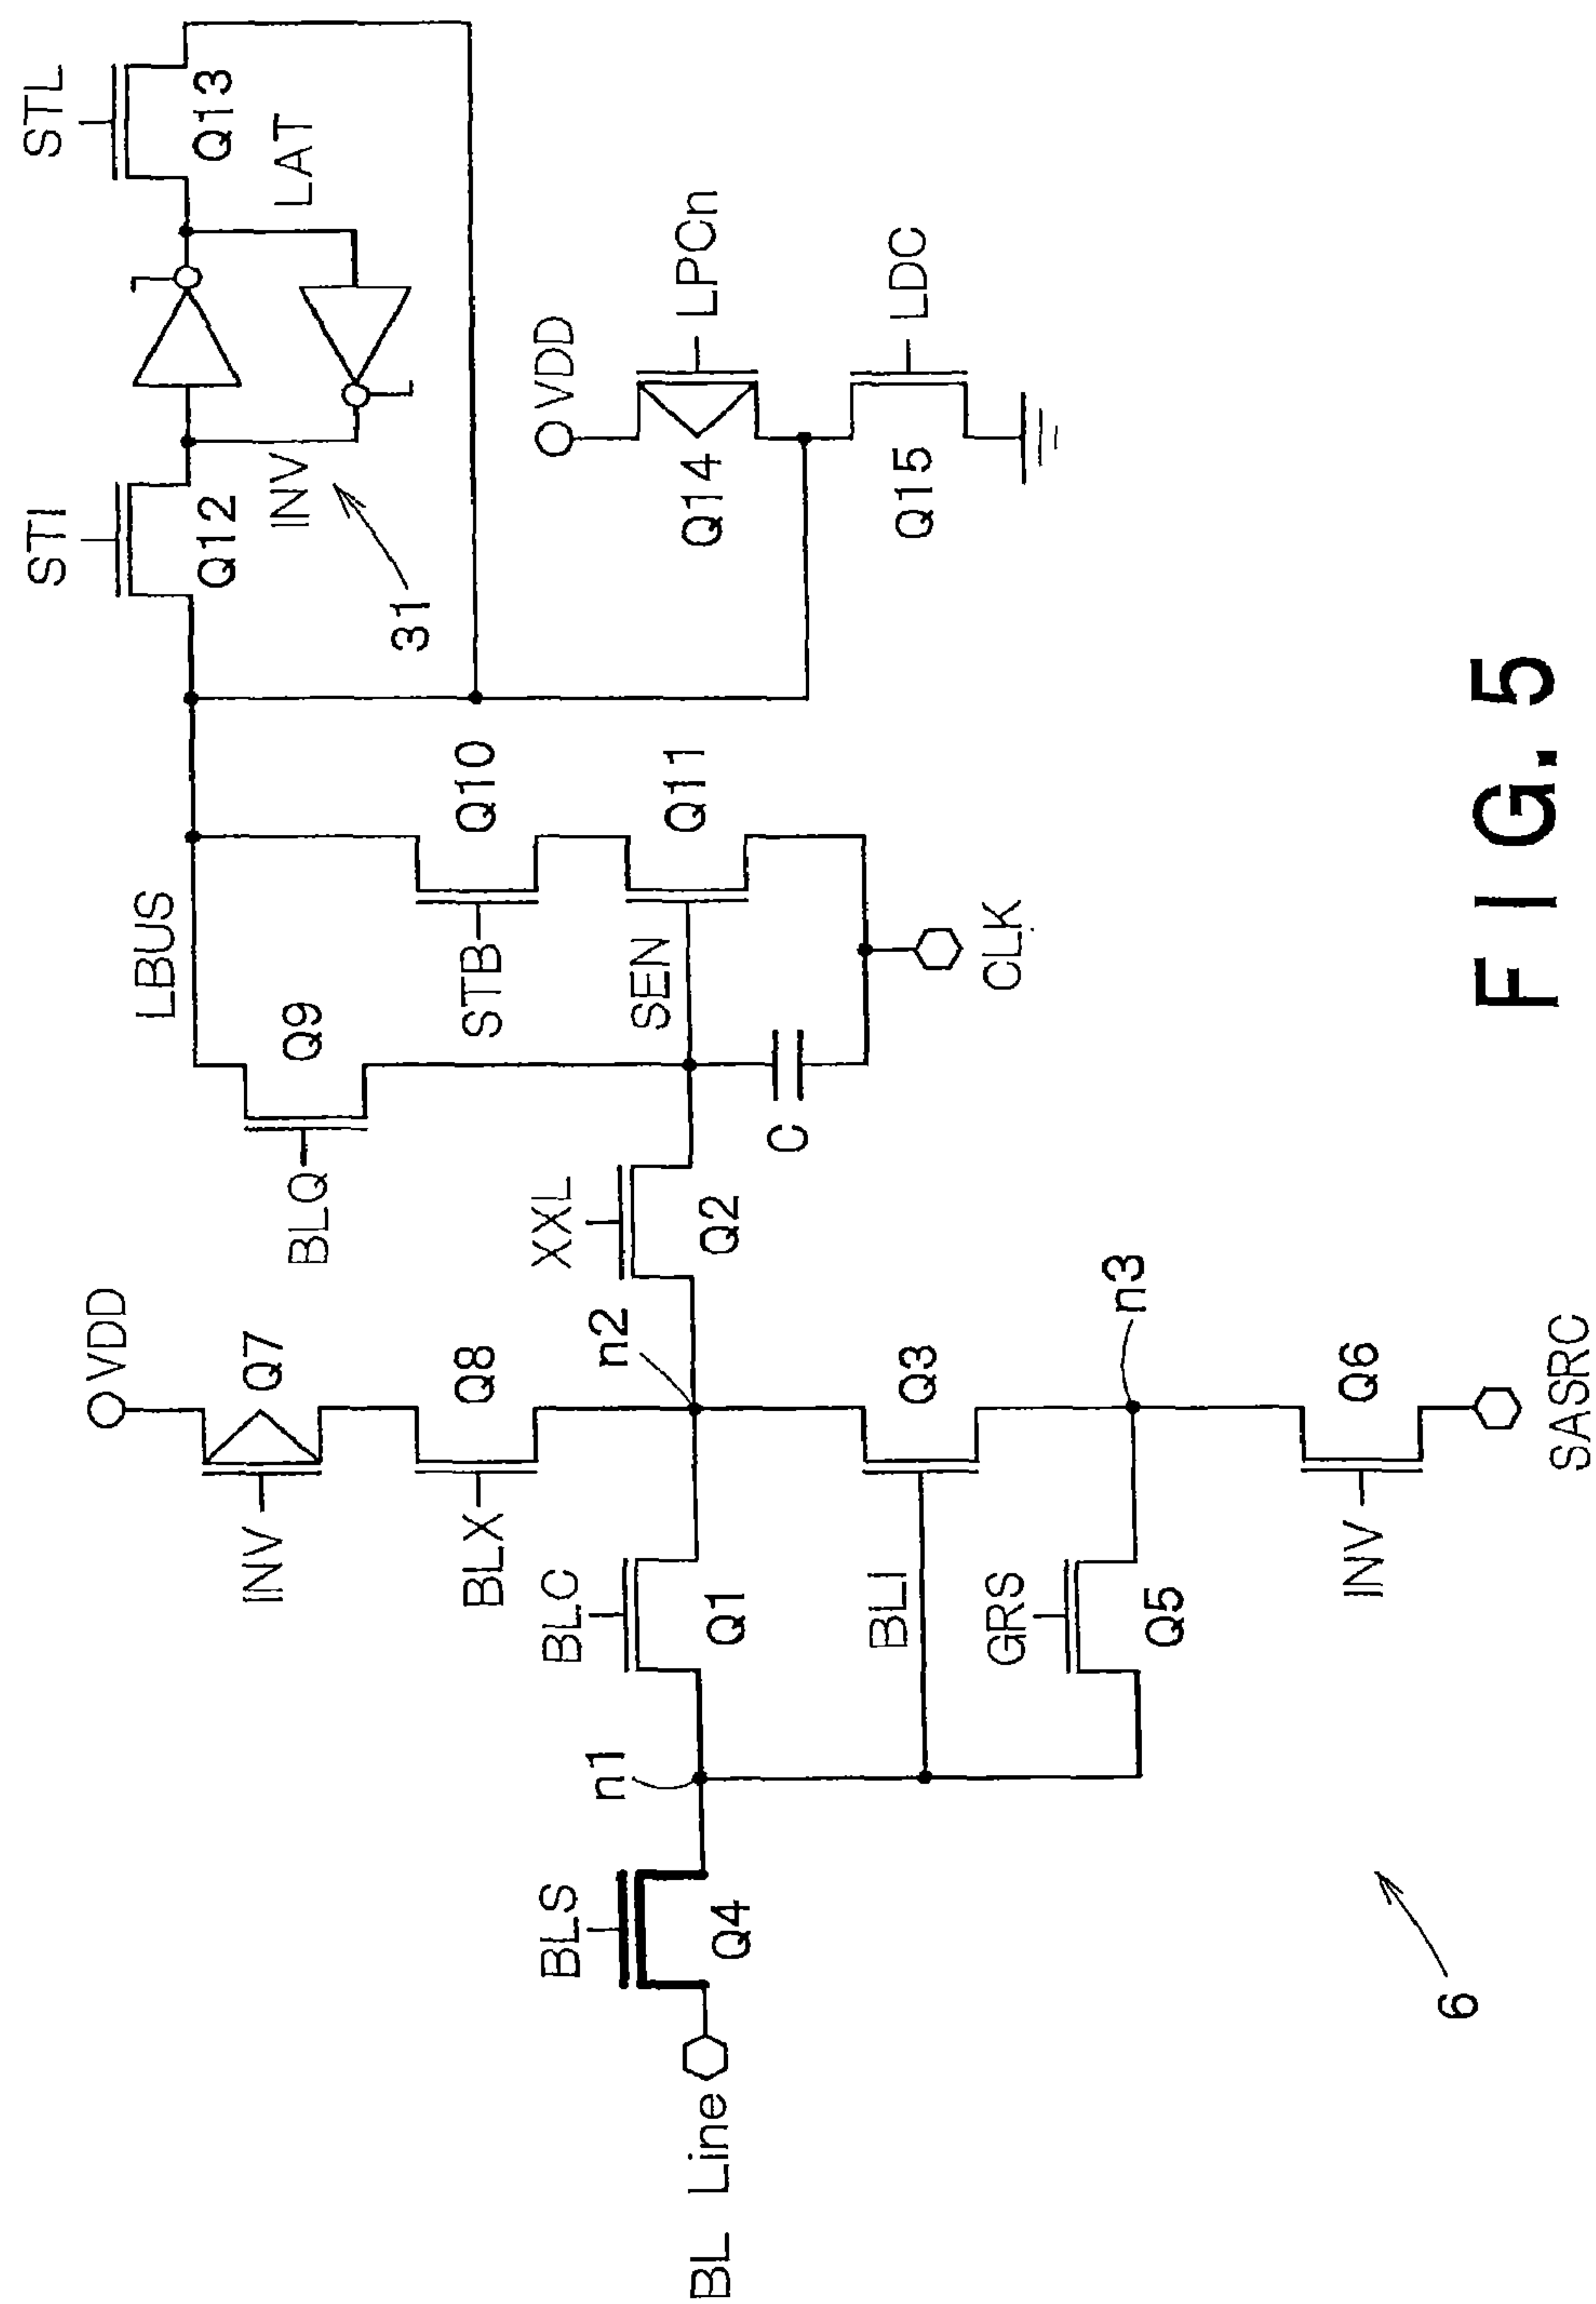 STI
STL
Q12
Q13
INV
LAT
31
LBUS
VDD
VDD
BLQ
Q9
INV
Q7
STB
Q10
Q14
LPCn
BLX
Q8
XXL
SEN
Q11
n2
Q2
BLS
BLC
C
Q15
LDC
n1
Q1
BL Line
Q4
BLI
Q3
CLK
GRS
n3
Q5
INV
Q6
SASRC
6
FIG. 5